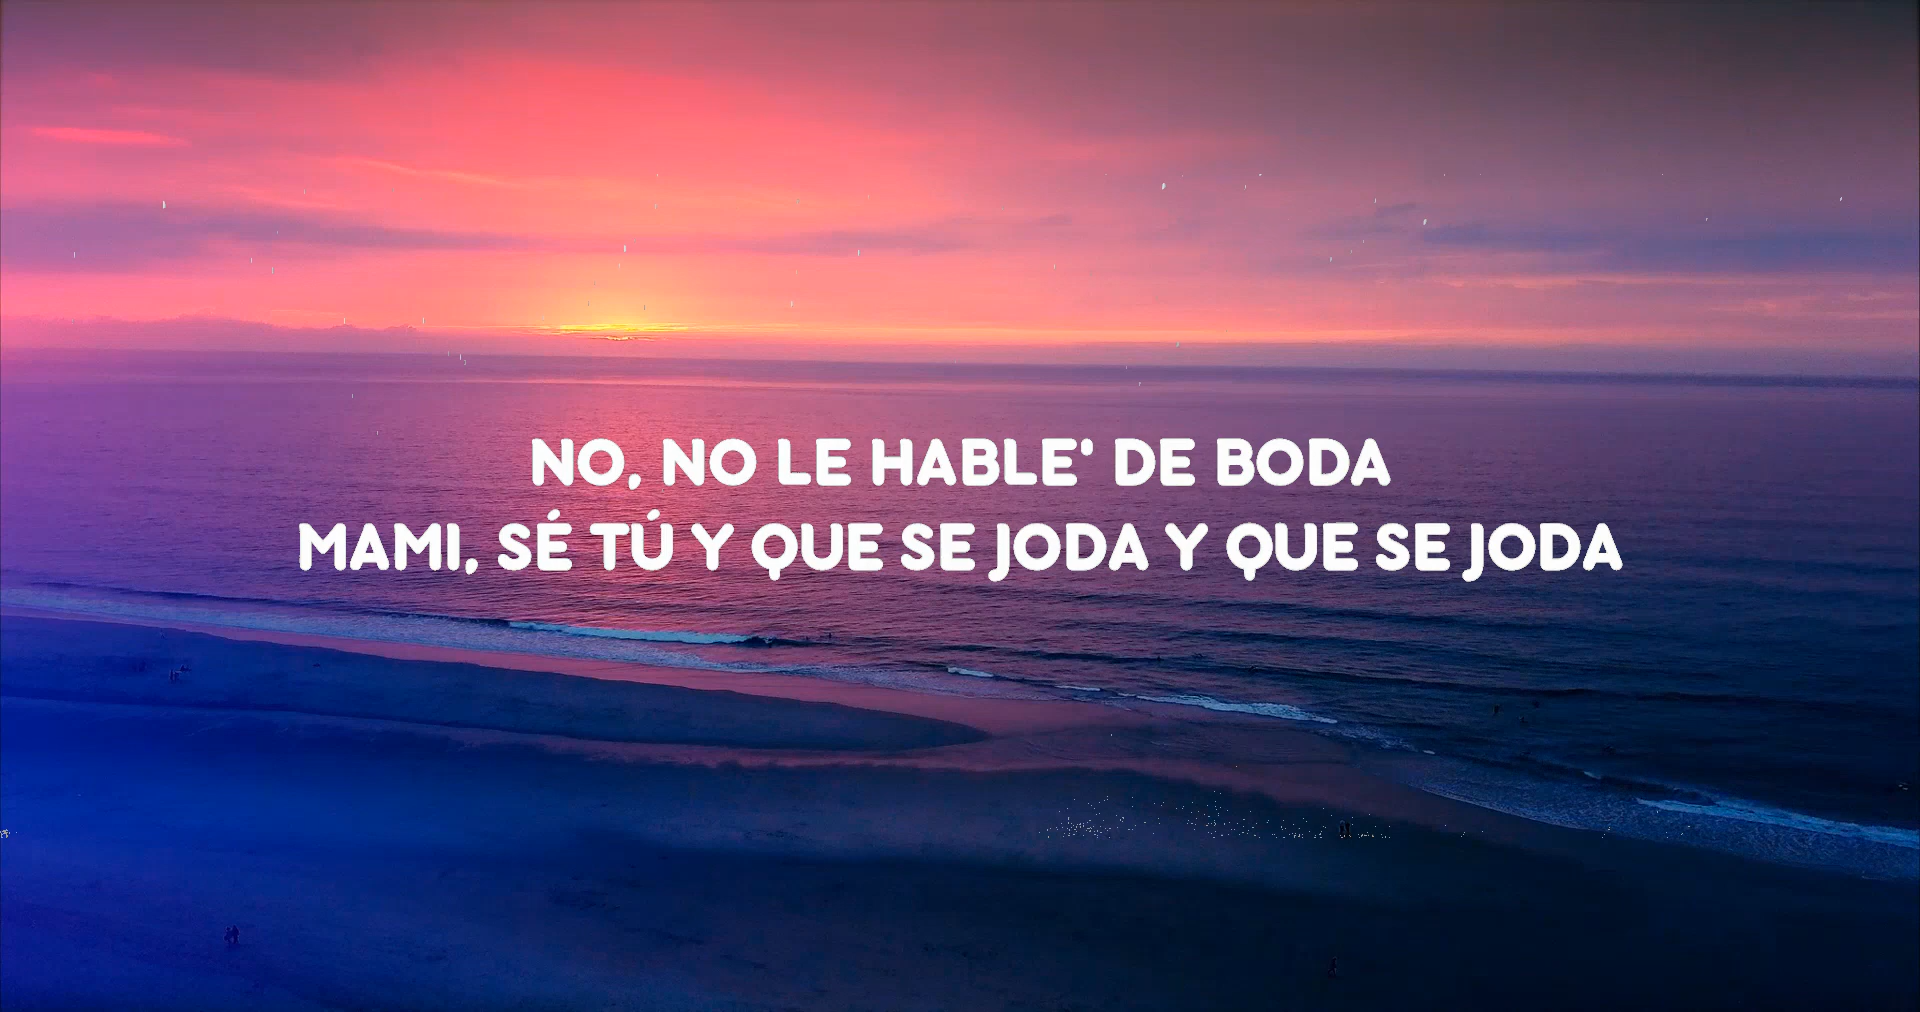 NO, NO LE HABLE' DE BODA
MAMI, SÉ TÚ Y QUE SE JODA Y QUE SE JODA